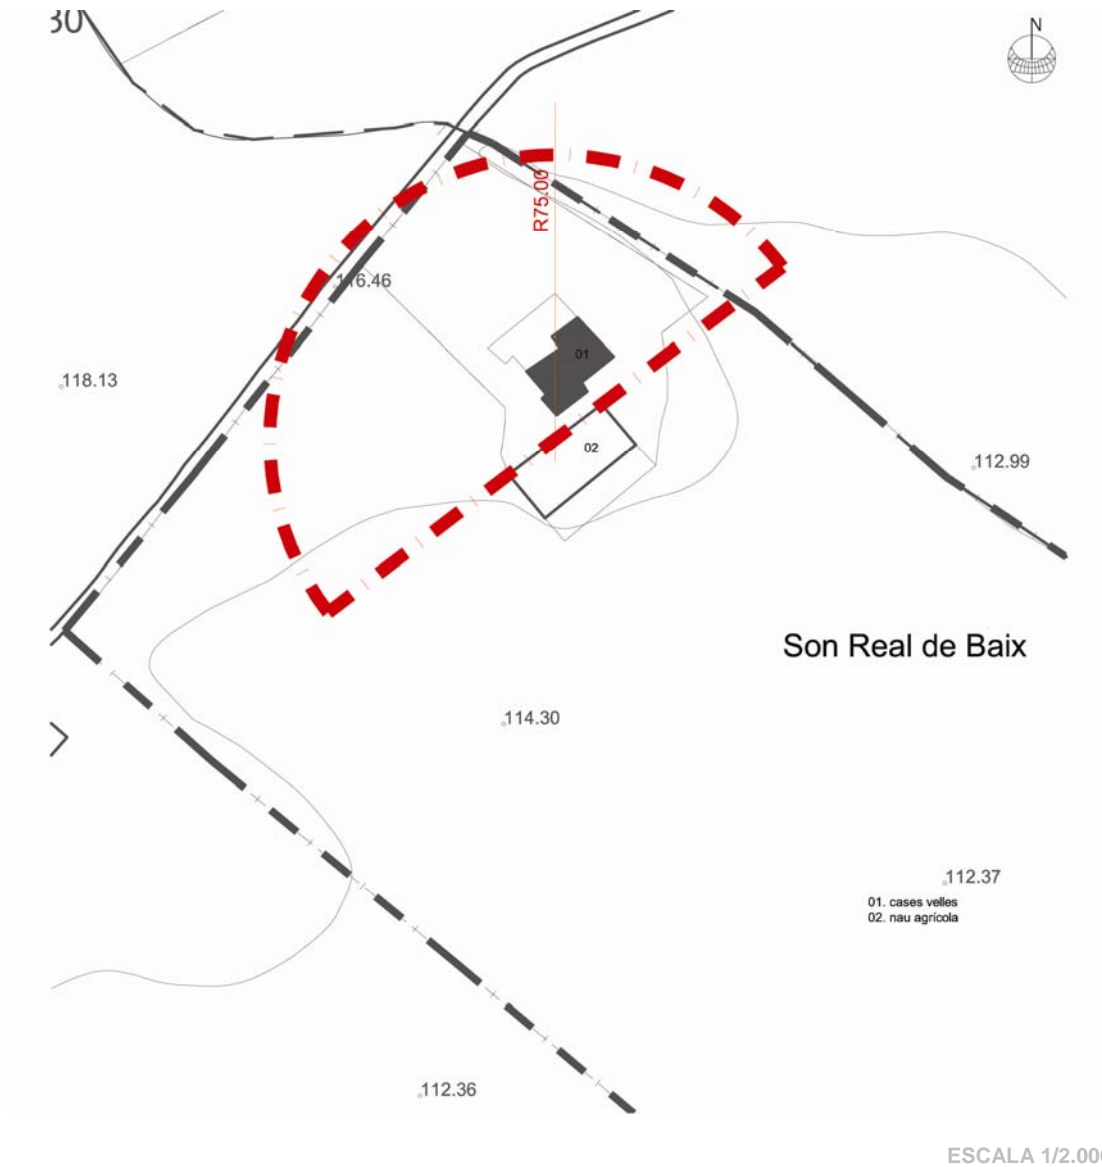 30
N
R75.00
116.46
01
118.13
02
112.99
Son Real de Baix
114.30
112.37
01. cases velles
02. nau agrícola
112.36
ESCALA 1/2.00